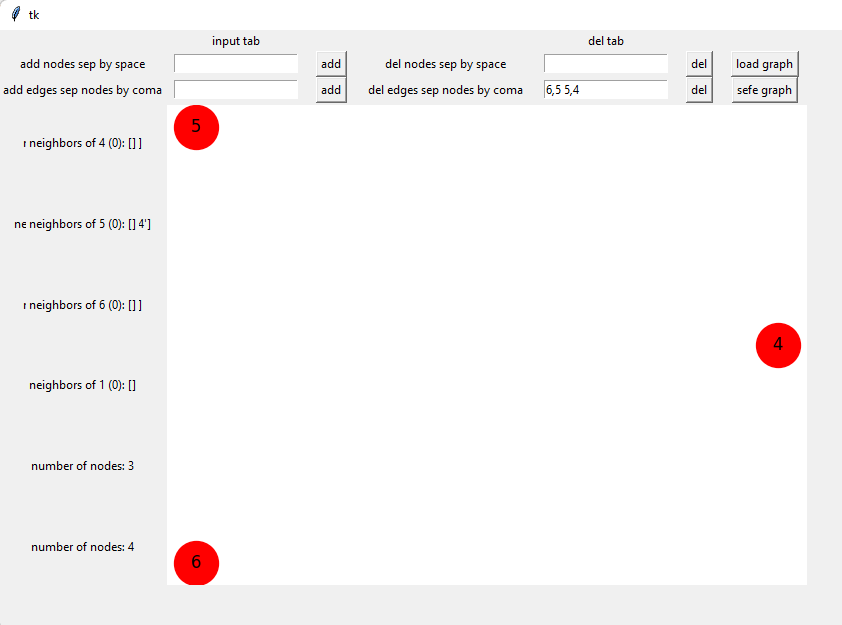 tk
input tab del tab
add nodes sep by space add del nodes sep by space del load graph
add edges sep nodes by coma add del edges sep nodes by coma 6,5 5,4 del sefe graph
5
neighbors of 4 (0): [] ]
ne neighbors of 5 (0): [] 4']
neighbors of 6 (0): [] ]
4
neighbors of 1 (0): []
number of nodes: 3
number of nodes: 4
6